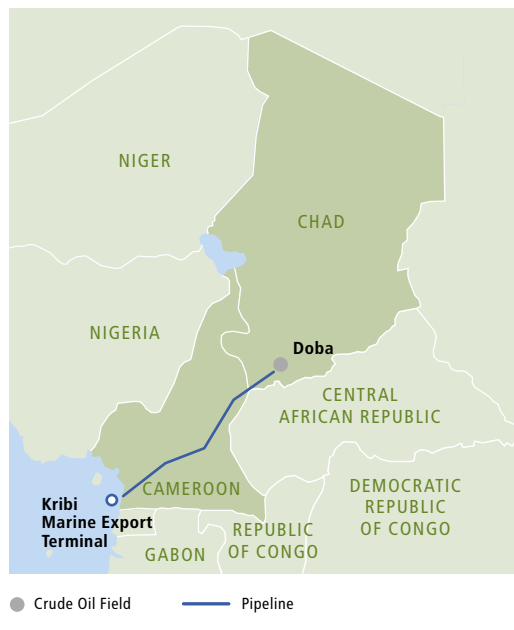 NIGER
CHAD
NIGERIA
Doba
CENTRAL
AFRICAN REPUBLIC
CAMEROON
DEMOCRATIC
REPUBLIC
OF CONGO
Kribi
Marine Export
Terminal
REPUBLIC
OF CONGO
GABON
Crude Oil Field
Pipeline